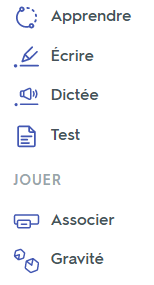 Apprendre
Écrire
Dictée
Test
JOUER
Associer
Gravité